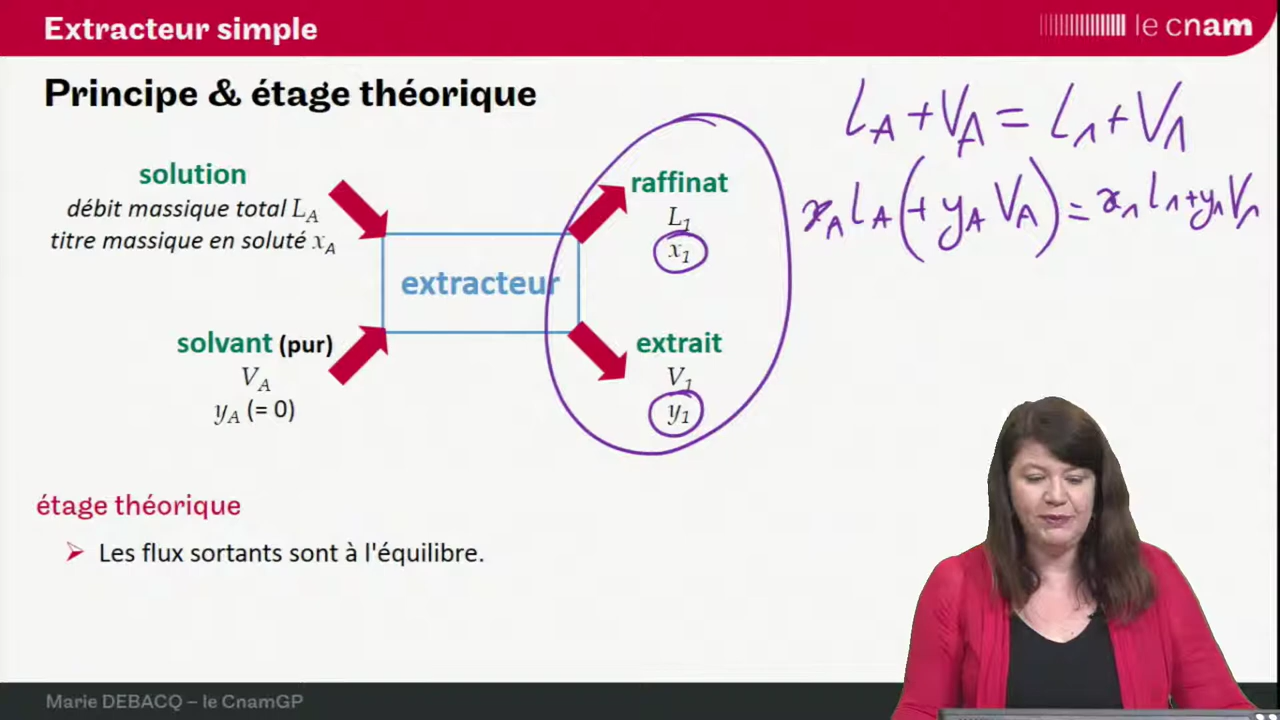 Extracteur simple
le cnam
Principe & étage théorique
L_A + V_A = L_1 + V_1
x_A L_A (+ y_A V_A) = x_1 L_1 + y_1 V_1
solution
débit massique total L_A
titre massique en soluté x_A
raffinat
L_1
x_1
extracteur
solvant (pur)
V_A
y_A (= 0)
extrait
V_1
y_1
étage théorique
Les flux sortants sont à l'équilibre.
Marie DEBACQ – le CnamGP